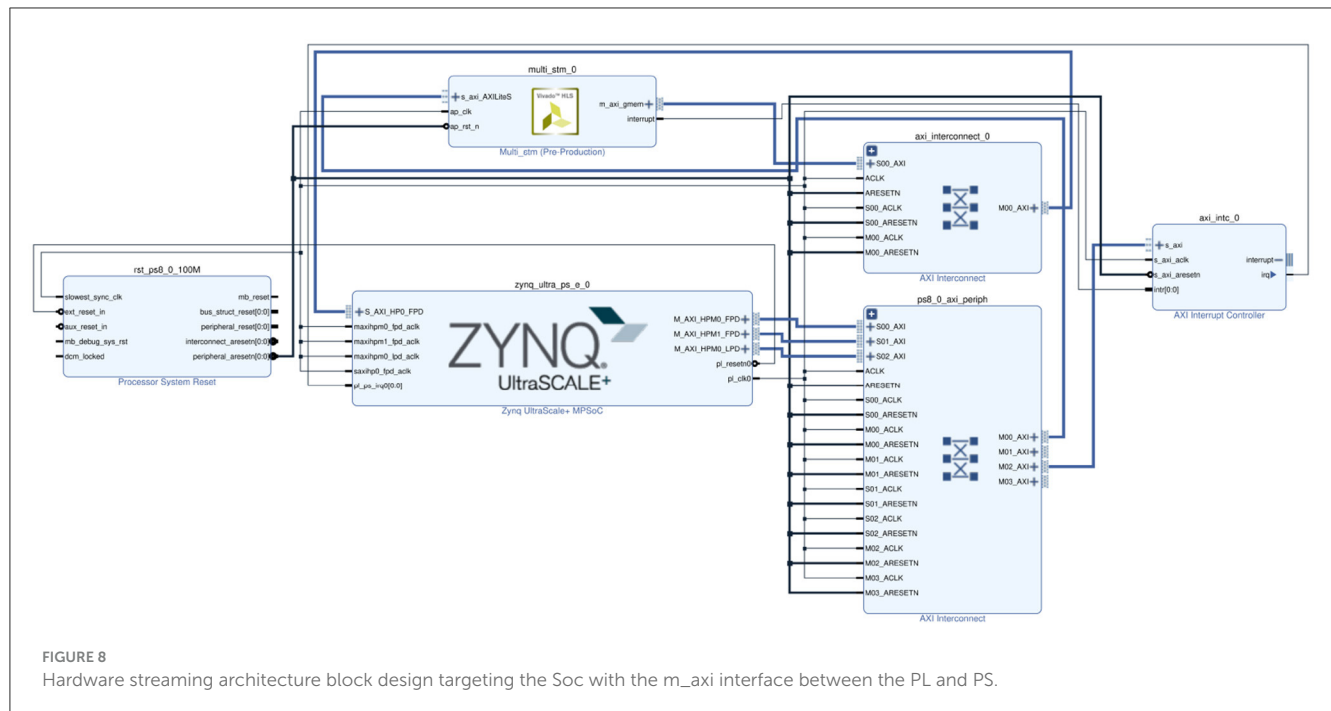 multi_stm_0
s_axi_AXILiteS
ap_clk
ap_rst_n
Vivado™ HLS
m_axi_gmem
interrupt
Multi_stm (Pre-Production)
axi_interconnect_0
S00_AXI
ACLK
ARESETN
S00_ACLK
S00_ARESETN
M00_ACLK
M00_ARESETN
M00_AXI
AXI Interconnect
axi_intc_0
s_axi
s_axi_aclk
s_axi_aresetn
intr[0:0]
interrupt
irq
AXI Interrupt Controller
rst_ps8_0_100M
slowest_sync_clk
ext_reset_in
aux_reset_in
mb_debug_sys_rst
dcm_locked
mb_reset
bus_struct_reset[0:0]
peripheral_reset[0:0]
interconnect_aresetn[0:0]
peripheral_aresetn[0:0]
Processor System Reset
zynq_ultra_ps_e_0
S_AXI_HP0_FPD
maxihpm0_fpd_aclk
maxihpm1_fpd_aclk
maxihpm0_lpd_aclk
saxihp0_fpd_aclk
pl_ps_irq0[0:0]
ZYNQ
UltraSCALE+
M_AXI_HPM0_FPD
M_AXI_HPM1_FPD
M_AXI_HPM0_LPD
pl_resetn0
pl_clk0
Zynq UltraScale+ MPSoC
ps8_0_axi_periph
S00_AXI
S01_AXI
S02_AXI
ACLK
ARESETN
S00_ACLK
S00_ARESETN
M00_ACLK
M00_ARESETN
M01_ACLK
M01_ARESETN
S01_ACLK
S01_ARESETN
S02_ACLK
S02_ARESETN
M02_ACLK
M02_ARESETN
M03_ACLK
M03_ARESETN
M00_AXI
M01_AXI
M02_AXI
M03_AXI
AXI Interconnect
FIGURE 8
Hardware streaming architecture block design targeting the Soc with the m_axi interface between the PL and PS.